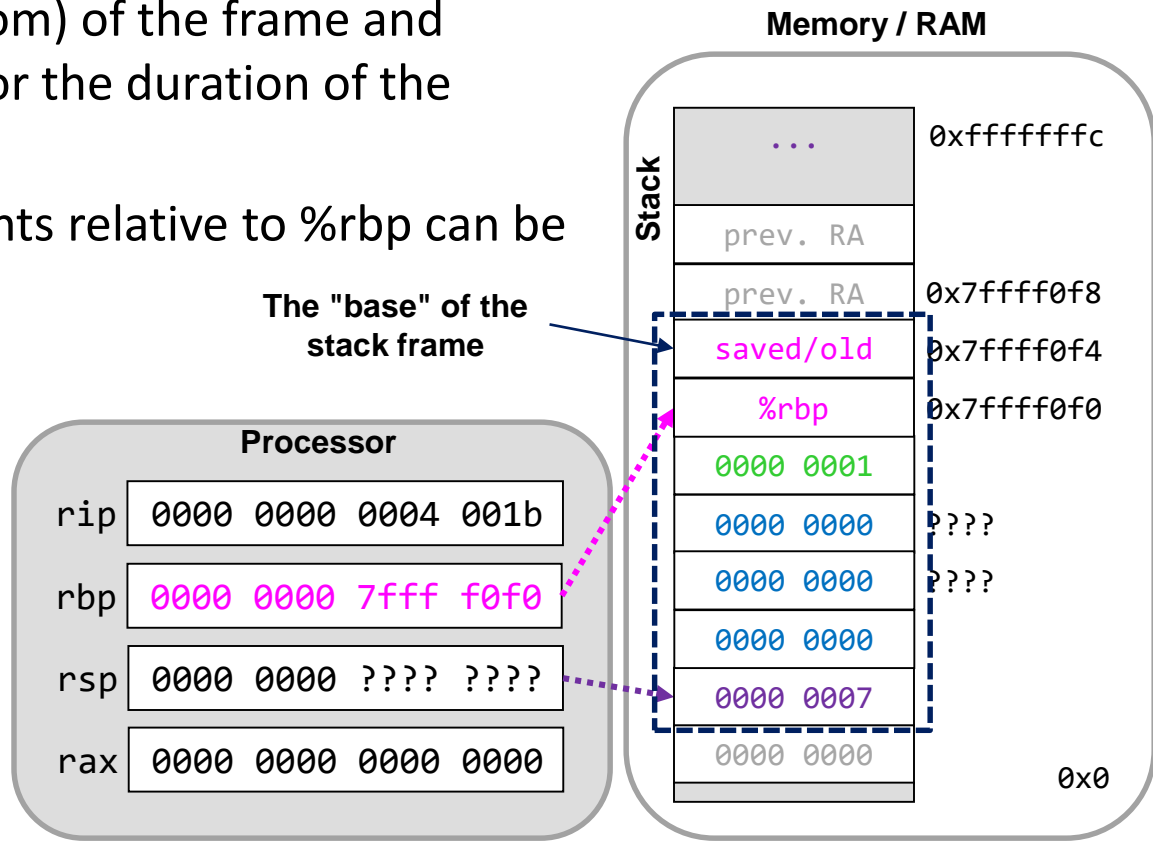 om) of the frame and
or the duration of the
nts relative to %rbp can be
The "base" of the
stack frame
Processor
rip 0000 0000 0004 001b
rbp 0000 0000 7fff f0f0
rsp 0000 0000 ???? ????
rax 0000 0000 0000 0000
Memory / RAM
Stack
... 0xfffffffc
prev. RA
prev. RA 0x7ffff0f8
saved/old 0x7ffff0f4
%rbp 0x7ffff0f0
0000 0001
0000 0000 ????
0000 0000 ????
0000 0000
0000 0007
0000 0000
0x0